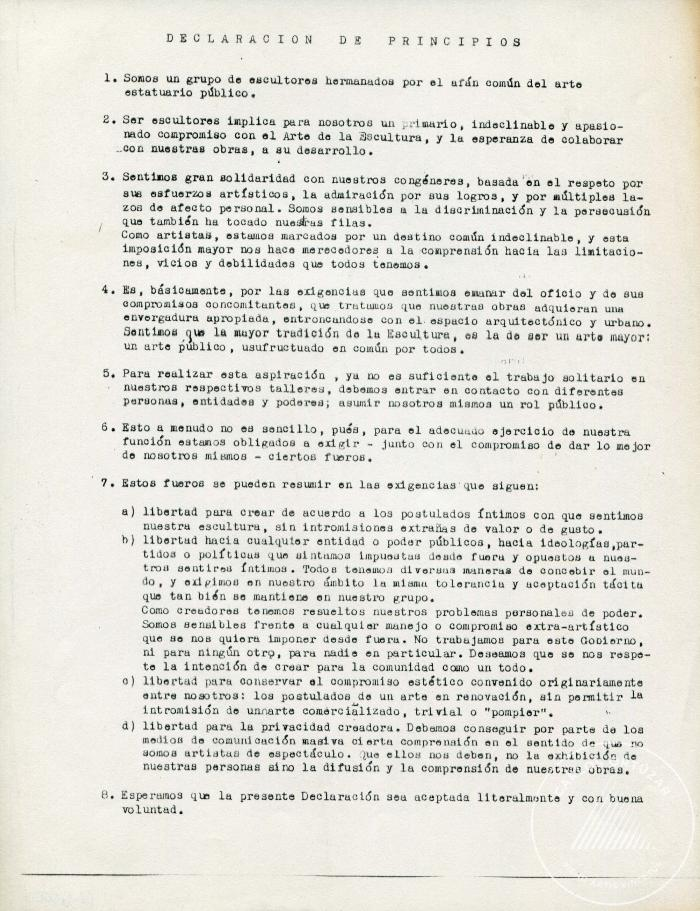 DECLARACION DE PRINCIPIOS
1. Somos un grupo de escultores hermanados por el afán común del arte
estatuario público.
2. Ser escultores implica para nosotros un primario, indeclinable y apasio-
nado compromiso con el Arte de la Escultura, y la esperanza de colaborar
con nuestras obras, a su desarrollo.
3. Sentimos gran solidaridad con nuestros congéneres, basada en el respeto por
sus esfuerzos artísticos, la admiración por sus logros, y por múltiples la-
zos de afecto personal. Somos sensibles a la discriminación y la persecusión
que también ha tocado nuestras filas.
Como artistas, estamos marcados por un destino común indeclinable, y esta
imposición mayor nos hace merecedores a la comprensión hacia las limitacio-
nes, vicios y debilidades que todos tenemos.
4. Es, básicamente, por las exigencias que sentimos emanar del oficio y de sus
compromisos concomitantes, que tratamos que nuestras obras adquieran una
envergadura apropiada, entroncandose con el espacio arquitectónico y urbano.
Sentimos que la mayor tradición de la Escultura, es la de ser un arte mayor:
un arte público, usufructuado en común por todos.
5. Para realizar esta aspiración , ya no es suficiente el trabajo solitario en
nuestros respectivos talleres, debemos entrar en contacto con diferentes
personas, entidades y poderes; asumir nosotros mismos un rol público.
6. Esto a menudo no es sencillo, pués, para el adecuado ejercicio de nuestra
función estamos obligados a exigir - junto con el compromiso de dar lo mejor
de nosotros mismos - ciertos fueros.
7. Estos fueros se pueden resumir en las exigencias que siguen:
a) libertad para crear de acuerdo a los postulados íntimos con que sentimos
nuestra escultura, sin intromisiones extrañas de valor o de gusto.
b) libertad hacia cualquier entidad o poder públicos, hacia ideologías,par-
tidos o políticas que sintamos impuestas desde fuera y opuestos a nues-
tros sentires íntimos. Todos tenemos diversas maneras de concebir el mun-
do, y exigimos en nuestro ámbito la misma tolerancia y aceptación tácita
que tan bién se mantiene en nuestro grupo.
Como creadores tenemos resueltos nuestros problemas personales de poder.
Somos sensibles frente a cualquier manejo o compromiso extra-artístico
que se nos quiera imponer desde fuera. No trabajamos para este Gobierno,
ni para ningún otro, para nadie en particular. Deseamos que se nos respe-
te la intención de crear para la comunidad como un todo.
c) libertad para conservar el compromiso estético convenido originariamente
entre nosotros: los postulados de un arte en renovación, sin permitir la
intromisión de unoarte comercializado, trivial o "pompier".
d) libertad para la privacidad creadora. Debemos conseguir por parte de los
medios de comunicación masiva cierta comprensión en el sentido de que no
somos artistas de espectáculo. Que ellos nos deben, no la exhibición de
nuestras personas sino la difusión y la comprensión de nuestras obras.
8. Esperamos que la presente Declaración sea aceptada literalmente y con buena
voluntad.